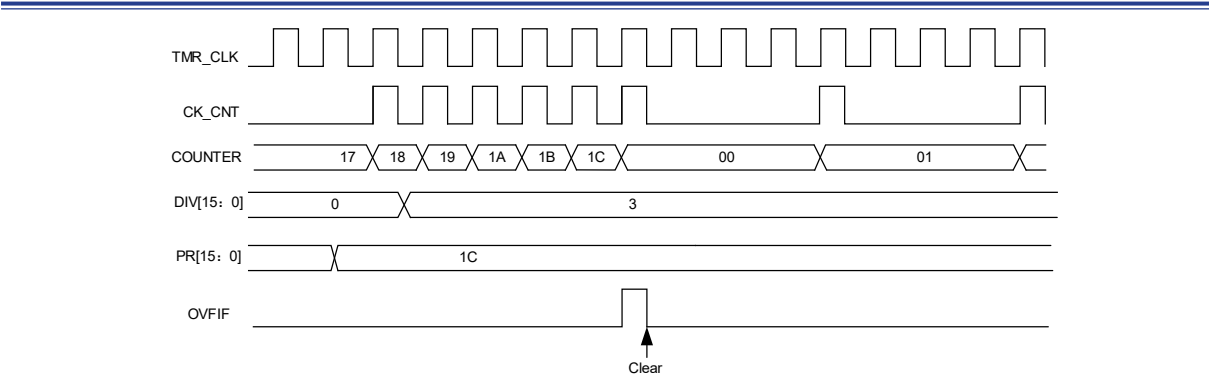 TMR_CLK
CK_CNT
COUNTER 17 18 19 1A 1B 1C 00 01
DIV[15：0] 0 3
PR[15：0] 1C
OVFIF
Clear